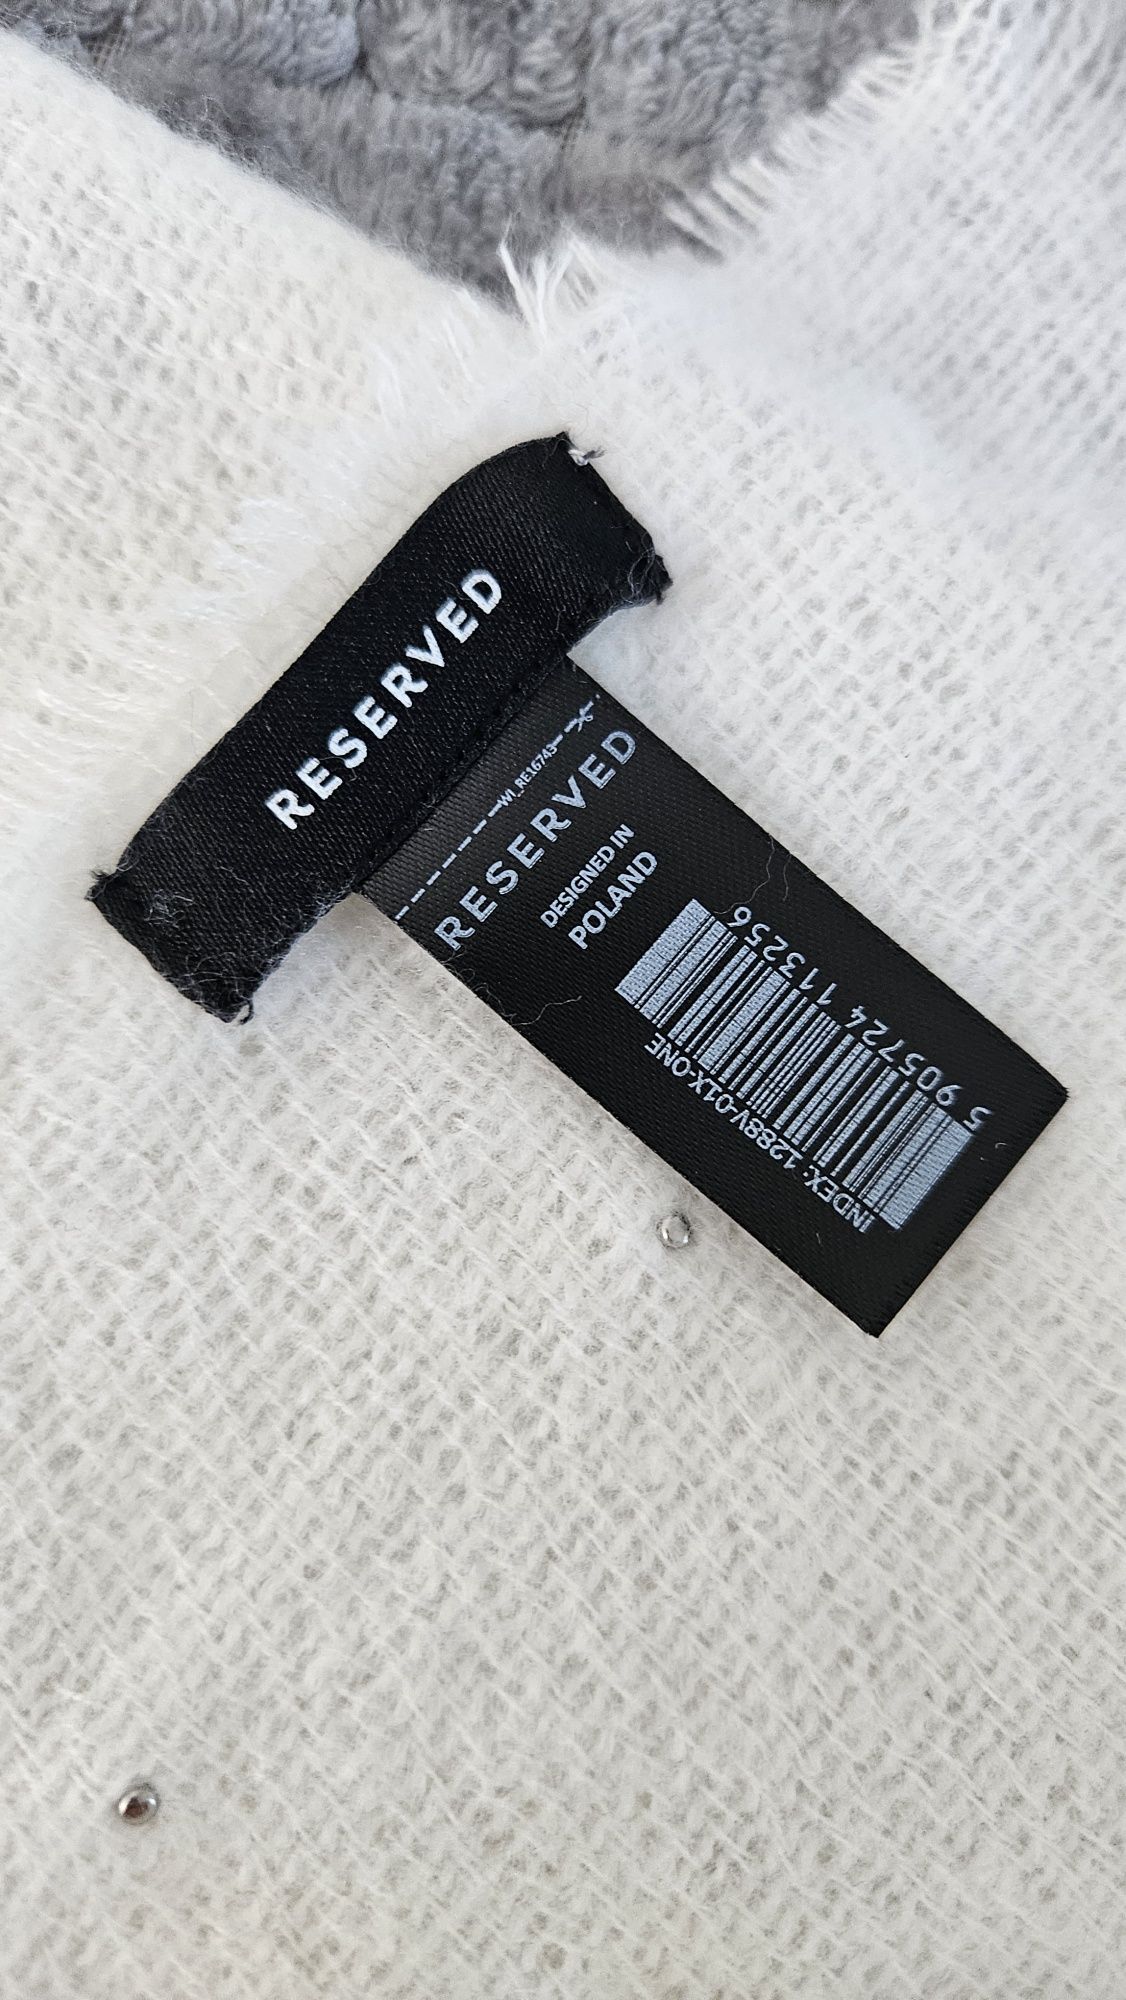 RESERVED
WI_RE16743
RESERVED
DESIGNED IN
POLAND
5 905724 113256
INDEX: 1288V-01X-ONE